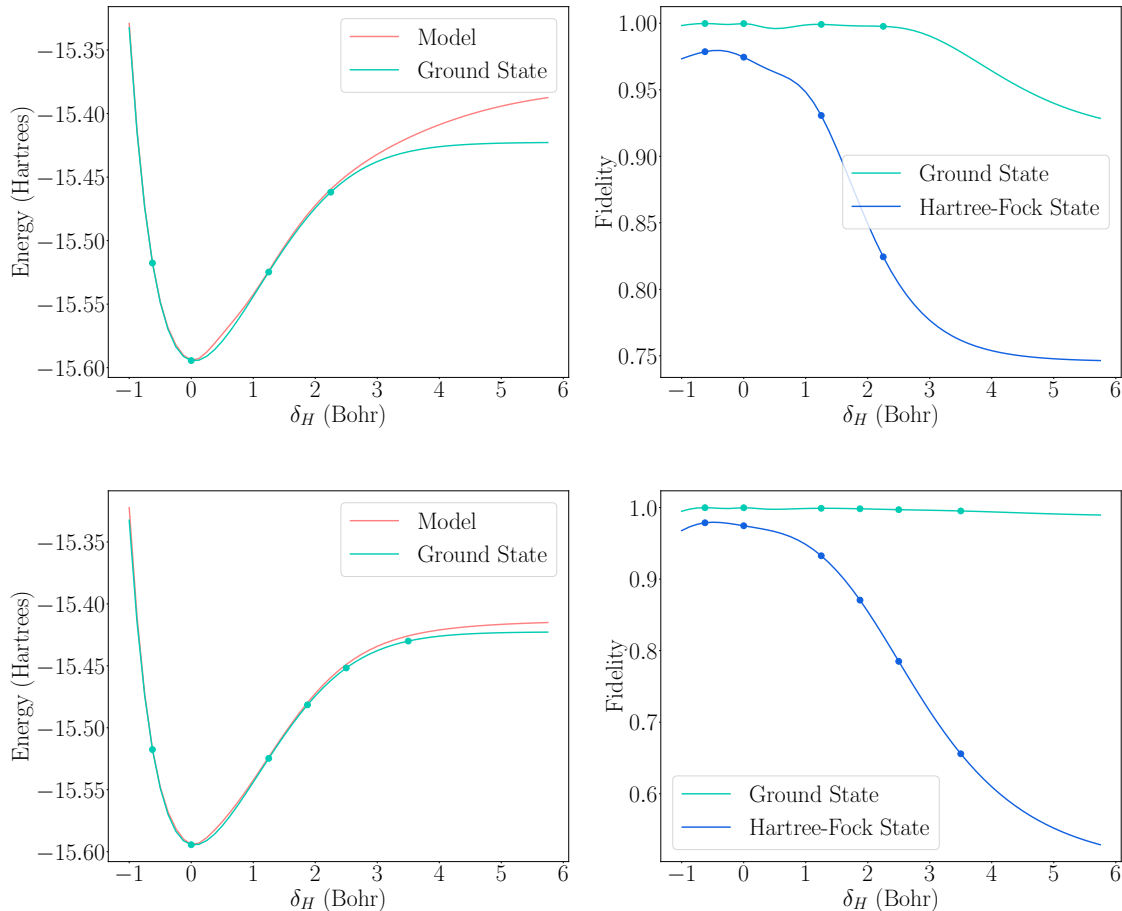 Model
Ground State
Energy (Hartrees)
−15.35
−15.40
−15.45
−15.50
−15.55
−15.60
−1 0 1 2 3 4 5 6
δ_H (Bohr)
Ground State
Hartree-Fock State
Fidelity
1.00
0.95
0.90
0.85
0.80
0.75
−1 0 1 2 3 4 5 6
δ_H (Bohr)
Model
Ground State
Energy (Hartrees)
−15.35
−15.40
−15.45
−15.50
−15.55
−15.60
−1 0 1 2 3 4 5 6
δ_H (Bohr)
Fidelity
1.0
0.9
0.8
0.7
0.6
Ground State
Hartree-Fock State
−1 0 1 2 3 4 5 6
δ_H (Bohr)